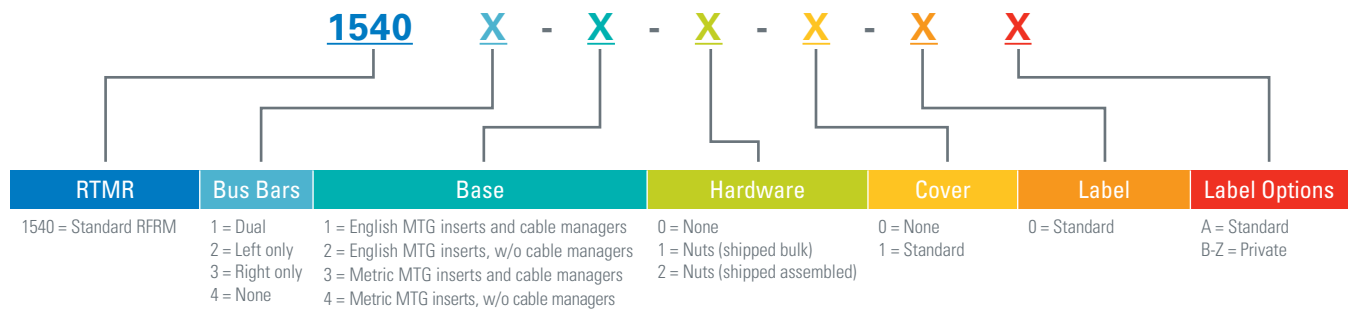 1540 X - X - X - X - X X
RTMR
Bus Bars
Base
Hardware
Cover
Label
Label Options
1540 = Standard RFRM
1 = Dual
2 = Left only
3 = Right only
4 = None
1 = English MTG inserts and cable managers
2 = English MTG inserts, w/o cable managers
3 = Metric MTG inserts and cable managers
4 = Metric MTG inserts, w/o cable managers
0 = None
1 = Nuts (shipped bulk)
2 = Nuts (shipped assembled)
0 = None
1 = Standard
0 = Standard
A = Standard
B-Z = Private